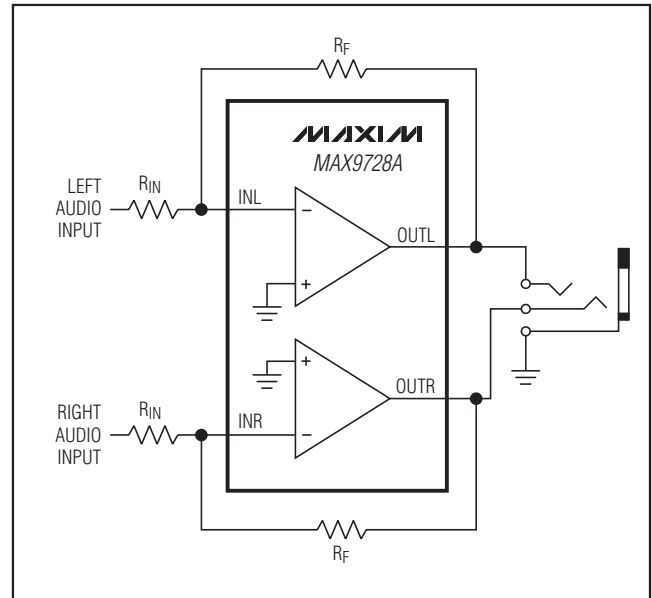 RF
MAXIM
MAX9728A
LEFT
AUDIO
INPUT
RIN
INL
−
+
OUTL
+
−
OUTR
RIGHT
AUDIO
INPUT
RIN
INR
RF